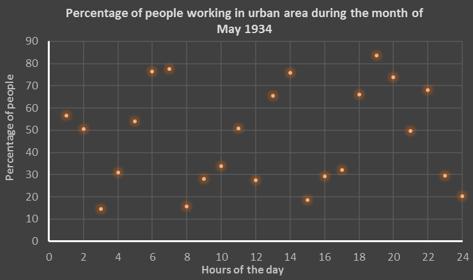 Percentage of people working in urban area during the month of
May 1934
Percentage of people
90
80
70
60
50
40
30
20
10
0
0 2 4 6 8 10 12 14 16 18 20 22 24
Hours of the day